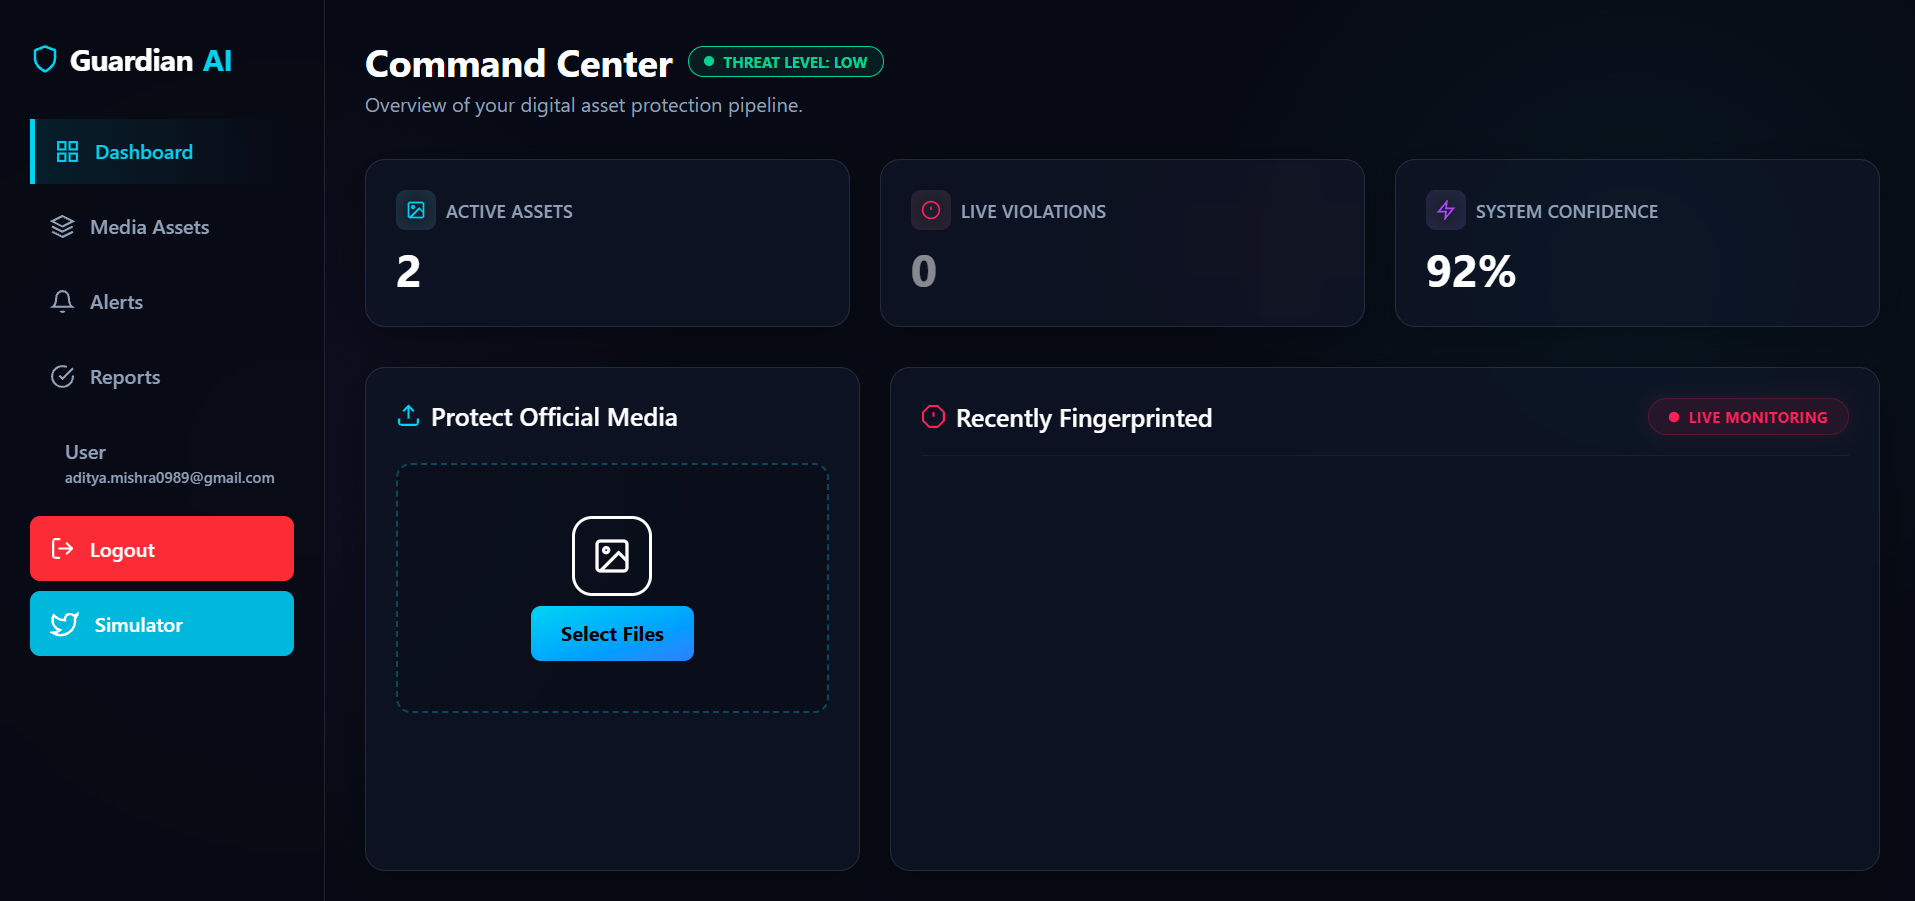 Guardian AI
Dashboard
Media Assets
Alerts
Reports
User
aditya.mishra0989@gmail.com
Logout
Simulator
Command Center
THREAT LEVEL: LOW
Overview of your digital asset protection pipeline.
ACTIVE ASSETS
2
LIVE VIOLATIONS
0
SYSTEM CONFIDENCE
92%
Protect Official Media
Select Files
Recently Fingerprinted
LIVE MONITORING